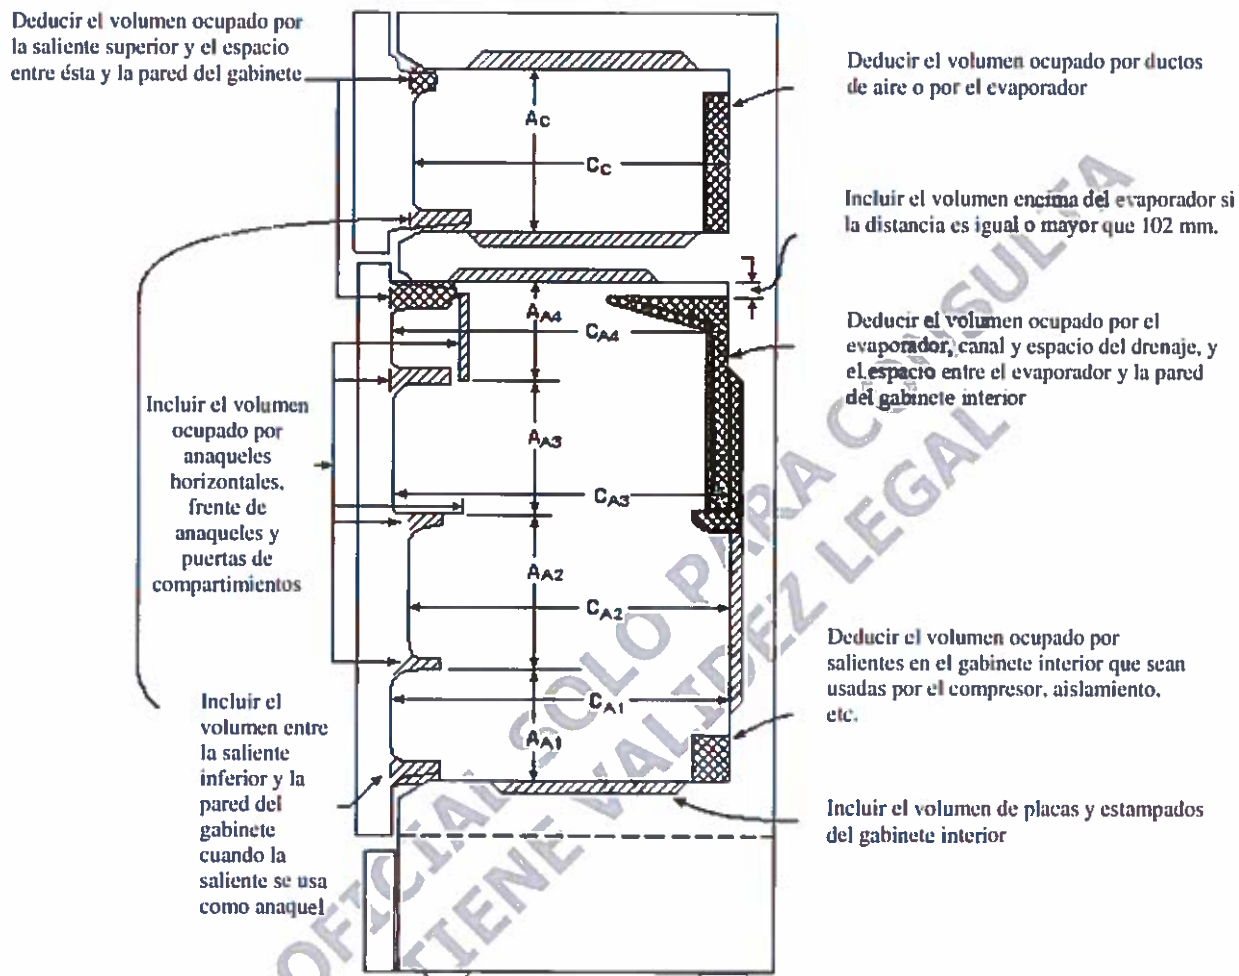 Deducir el volumen ocupado por
la saliente superior y el espacio
entre ésta y la pared del gabinete
Deducir el volumen ocupado por ductos
de aire o por el evaporador
AC
CC
Incluir el volumen encima del evaporador si
la distancia es igual o mayor que 102 mm.
AA4
CA4
Deducir el volumen ocupado por el
evaporador, canal y espacio del drenaje, y
el espacio entre el evaporador y la pared
del gabinete interior
Incluir el volumen
ocupado por
anaqueles
horizontales,
frente de
anaqueles y
puertas de
compartimientos
AA3
CA3
AA2
CA2
Deducir el volumen ocupado por
salientes en el gabinete interior que sean
usadas por el compresor, aislamiento,
etc.
Incluir el
volumen entre
la saliente
inferior y la
pared del
gabinete
cuando la
saliente se usa
como anaquel
CA1
AA1
Incluir el volumen de placas y estampados
del gabinete interior
OFICIAL SOLO PARA CONSULTA
TIENE VALIDEZ LEGAL